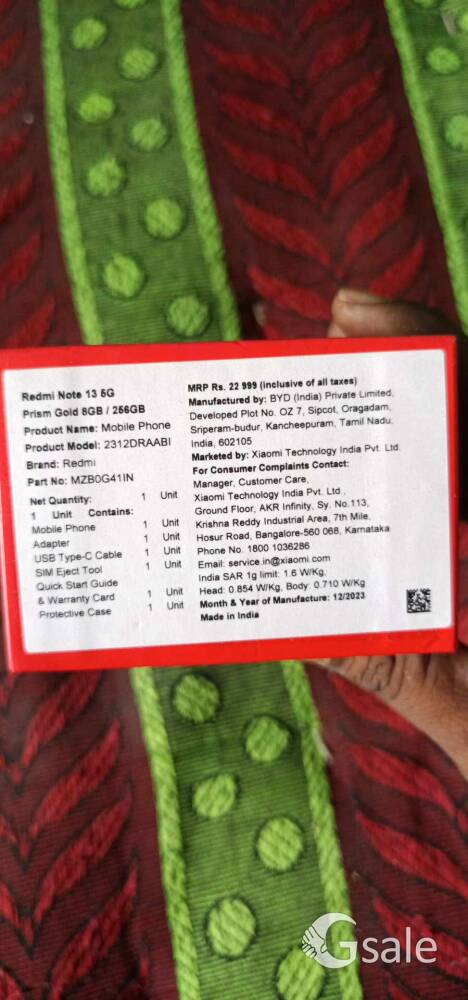 Redmi Note 13 5G
Prism Gold 8GB / 256GB
Product Name: Mobile Phone
Product Model: 2312DRAABI
Brand: Redmi
Part No: MZB0G41IN
Net Quantity: 1 Unit
1 Unit Contains:
Mobile Phone 1 Unit
Adapter 1 Unit
USB Type-C Cable 1 Unit
SIM Eject Tool 1 Unit
Quick Start Guide
& Warranty Card 1 Unit
Protective Case 1 Unit
MRP Rs. 22 999 (inclusive of all taxes)
Manufactured by: BYD (India) Private Limited,
Developed Plot No. OZ 7, Sipcot, Oragadam,
Sriperam-budur, Kancheepuram, Tamil Nadu.
India, 602105
Marketed by: Xiaomi Technology India Pvt. Ltd.
For Consumer Complaints Contact:
Manager, Customer Care,
Xiaomi Technology India Pvt. Ltd.,
Ground Floor, AKR Infinity, Sy. No.113,
Krishna Reddy Industrial Area, 7th Mile,
Hosur Road, Bangalore-560 068, Karnataka
Phone No. 1800 1036286
Email: service.in@xiaomi.com
India SAR 1g limit: 1.6 W/Kg,
Head: 0.854 W/Kg, Body: 0.710 W/Kg
Month & Year of Manufacture: 12/2023
Made in India
Gsale